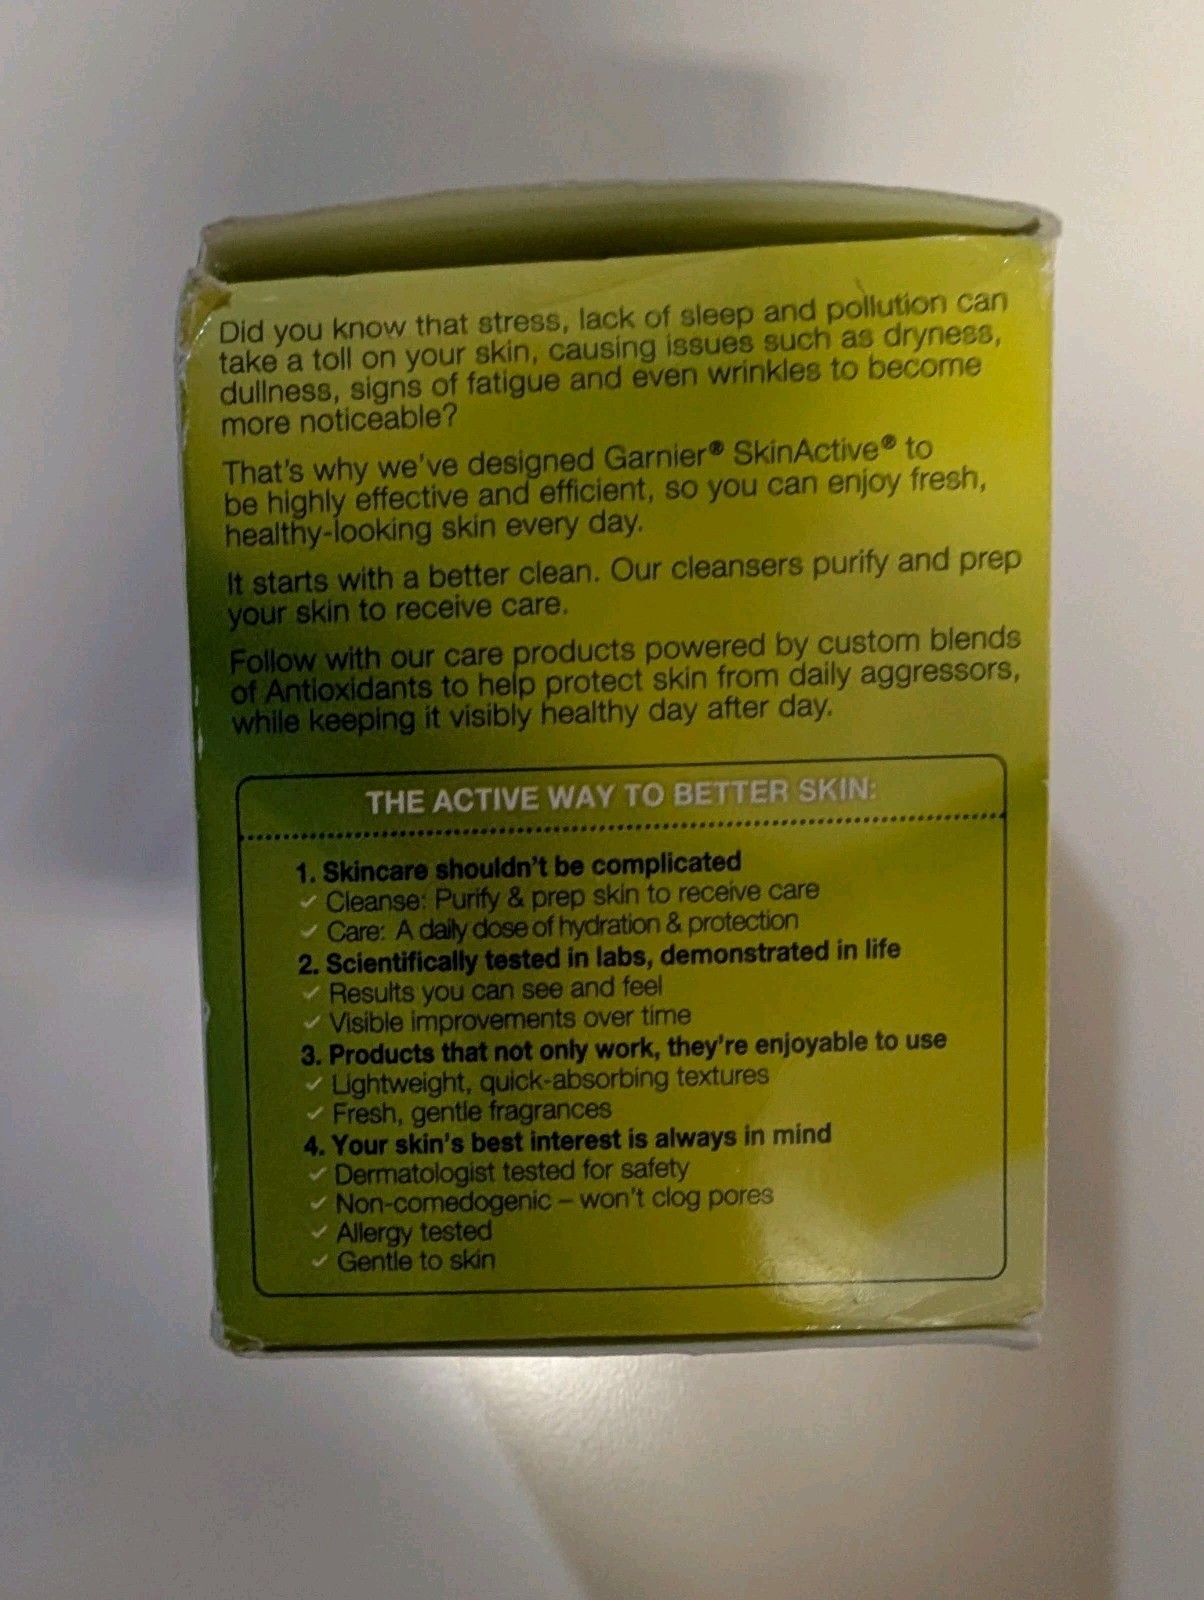 Did you know that stress, lack of sleep and pollution can
take a toll on your skin, causing issues such as dryness,
dullness, signs of fatigue and even wrinkles to become
more noticeable?
That's why we've designed Garnier® SkinActive® to
be highly effective and efficient, so you can enjoy fresh,
healthy-looking skin every day.
It starts with a better clean. Our cleansers purify and prep
your skin to receive care.
Follow with our care products powered by custom blends
of Antioxidants to help protect skin from daily aggressors,
while keeping it visibly healthy day after day.
THE ACTIVE WAY TO BETTER SKIN:
1. Skincare shouldn't be complicated
✓ Cleanse: Purify & prep skin to receive care
✓ Care: A daily dose of hydration & protection
2. Scientifically tested in labs, demonstrated in life
✓ Results you can see and feel
✓ Visible improvements over time
3. Products that not only work, they're enjoyable to use
✓ Lightweight, quick-absorbing textures
✓ Fresh, gentle fragrances
4. Your skin's best interest is always in mind
✓ Dermatologist tested for safety
✓ Non-comedogenic – won't clog pores
✓ Allergy tested
✓ Gentle to skin